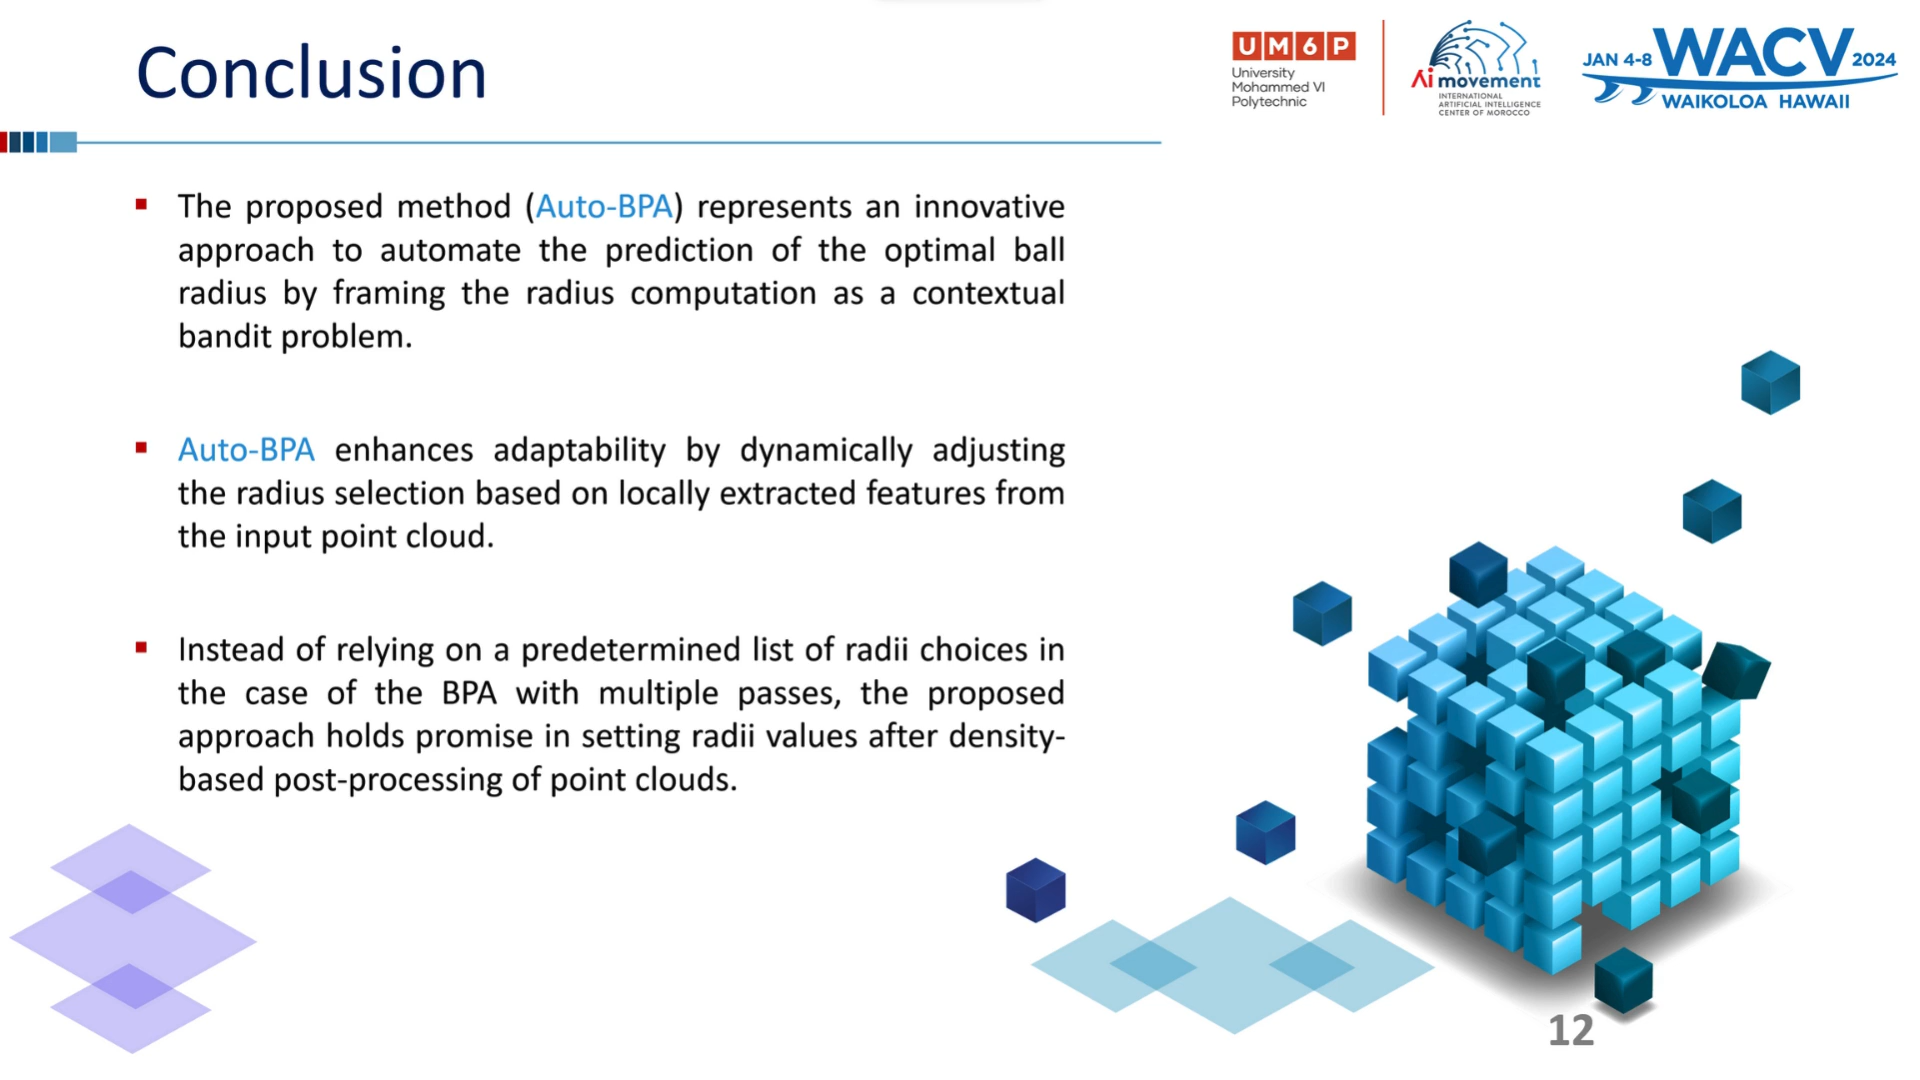 Conclusion
UM6P
University
Mohammed VI
Polytechnic
Ai movement
INTERNATIONAL
ARTIFICIAL INTELLIGENCE
CENTER OF MOROCCO
JAN 4-8 WACV 2024
WAIKOLOA HAWAII
▪ The proposed method (Auto-BPA) represents an innovative
approach to automate the prediction of the optimal ball
radius by framing the radius computation as a contextual
bandit problem.
▪ Auto-BPA enhances adaptability by dynamically adjusting
the radius selection based on locally extracted features from
the input point cloud.
▪ Instead of relying on a predetermined list of radii choices in
the case of the BPA with multiple passes, the proposed
approach holds promise in setting radii values after density-
based post-processing of point clouds.
12